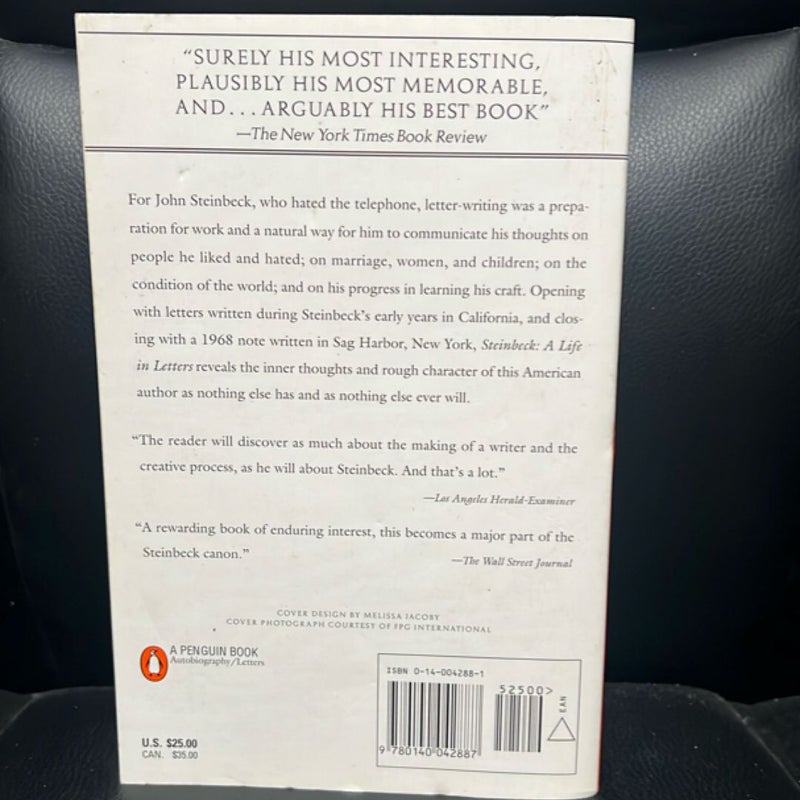 “SURELY HIS MOST INTERESTING,
PLAUSIBLY HIS MOST MEMORABLE,
AND... ARGUABLY HIS BEST BOOK”
—The New York Times Book Review
For John Steinbeck, who hated the telephone, letter-writing was a prepa-
ration for work and a natural way for him to communicate his thoughts on
people he liked and hated; on marriage, women, and children; on the
condition of the world; and on his progress in learning his craft. Opening
with letters written during Steinbeck’s early years in California, and clos-
ing with a 1968 note written in Sag Harbor, New York, Steinbeck: A Life
in Letters reveals the inner thoughts and rough character of this American
author as nothing else has and as nothing else ever will.
“The reader will discover as much about the making of a writer and the
creative process, as he will about Steinbeck. And that’s a lot.”
—Los Angeles Herald-Examiner
“A rewarding book of enduring interest, this becomes a major part of the
Steinbeck canon.”
—The Wall Street Journal
COVER DESIGN BY MELISSA JACOBY
COVER PHOTOGRAPH COURTESY OF FPG INTERNATIONAL
A PENGUIN BOOK
Autobiography/Letters
ISBN 0-14-004288-1
52500>
EAN
9 780140 042887
U.S. $25.00
CAN. $35.00